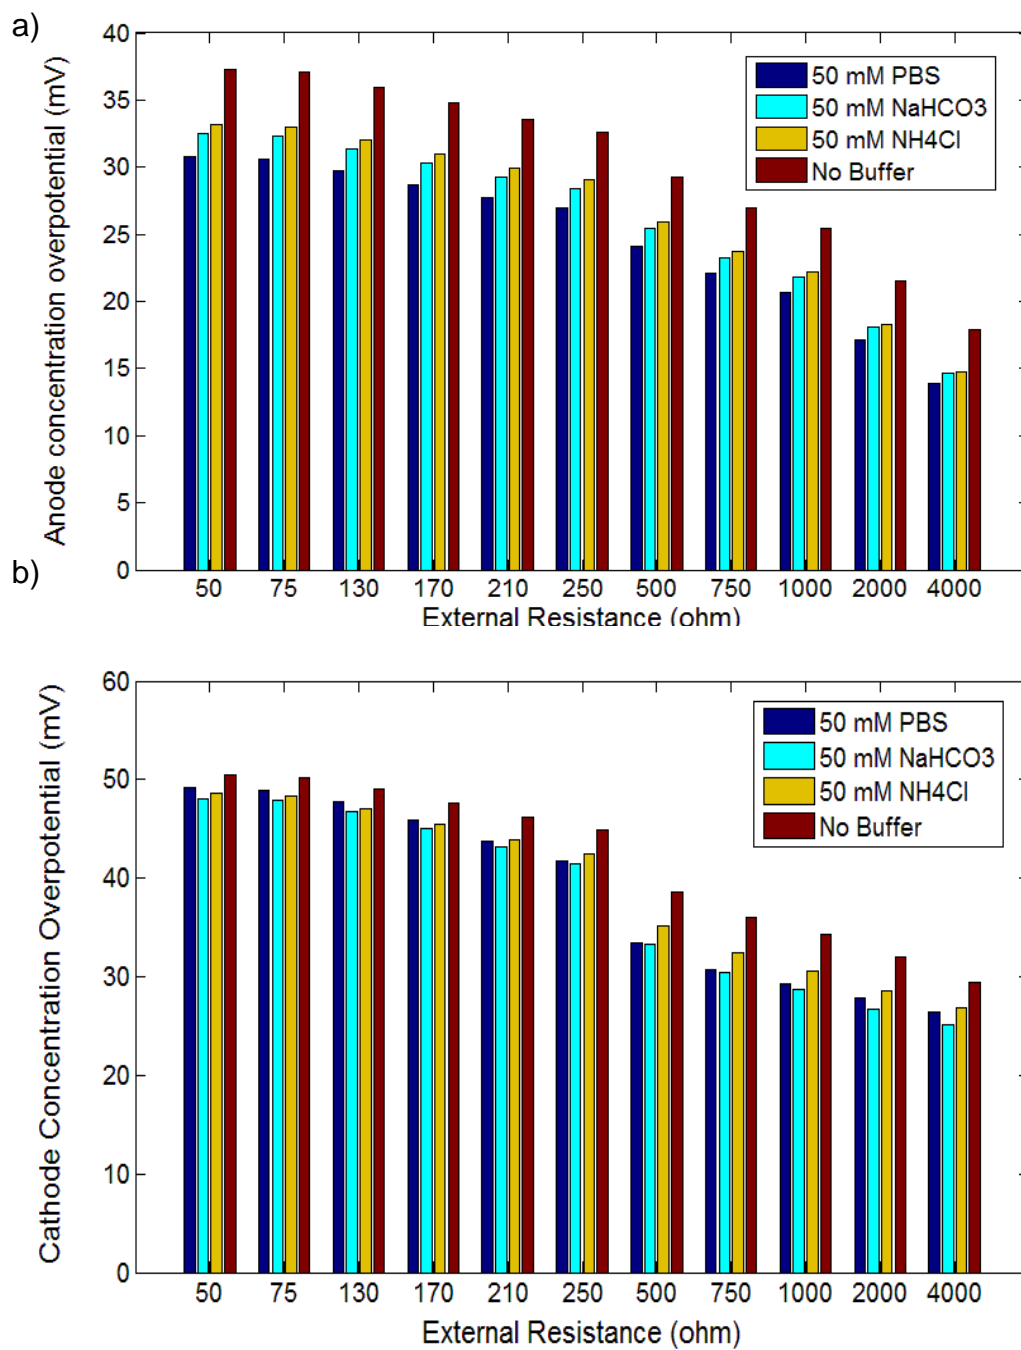 a)
Anode concentration overpotential (mV)
40
35
30
25
20
15
10
5
0
50 mM PBS
50 mM NaHCO3
50 mM NH4Cl
No Buffer
50 75 130 170 210 250 500 750 1000 2000 4000
External Resistance (ohm)
b)
Cathode Concentration Overpotential (mV)
60
50
40
30
20
10
0
50 mM PBS
50 mM NaHCO3
50 mM NH4Cl
No Buffer
50 75 130 170 210 250 500 750 1000 2000 4000
External Resistance (ohm)